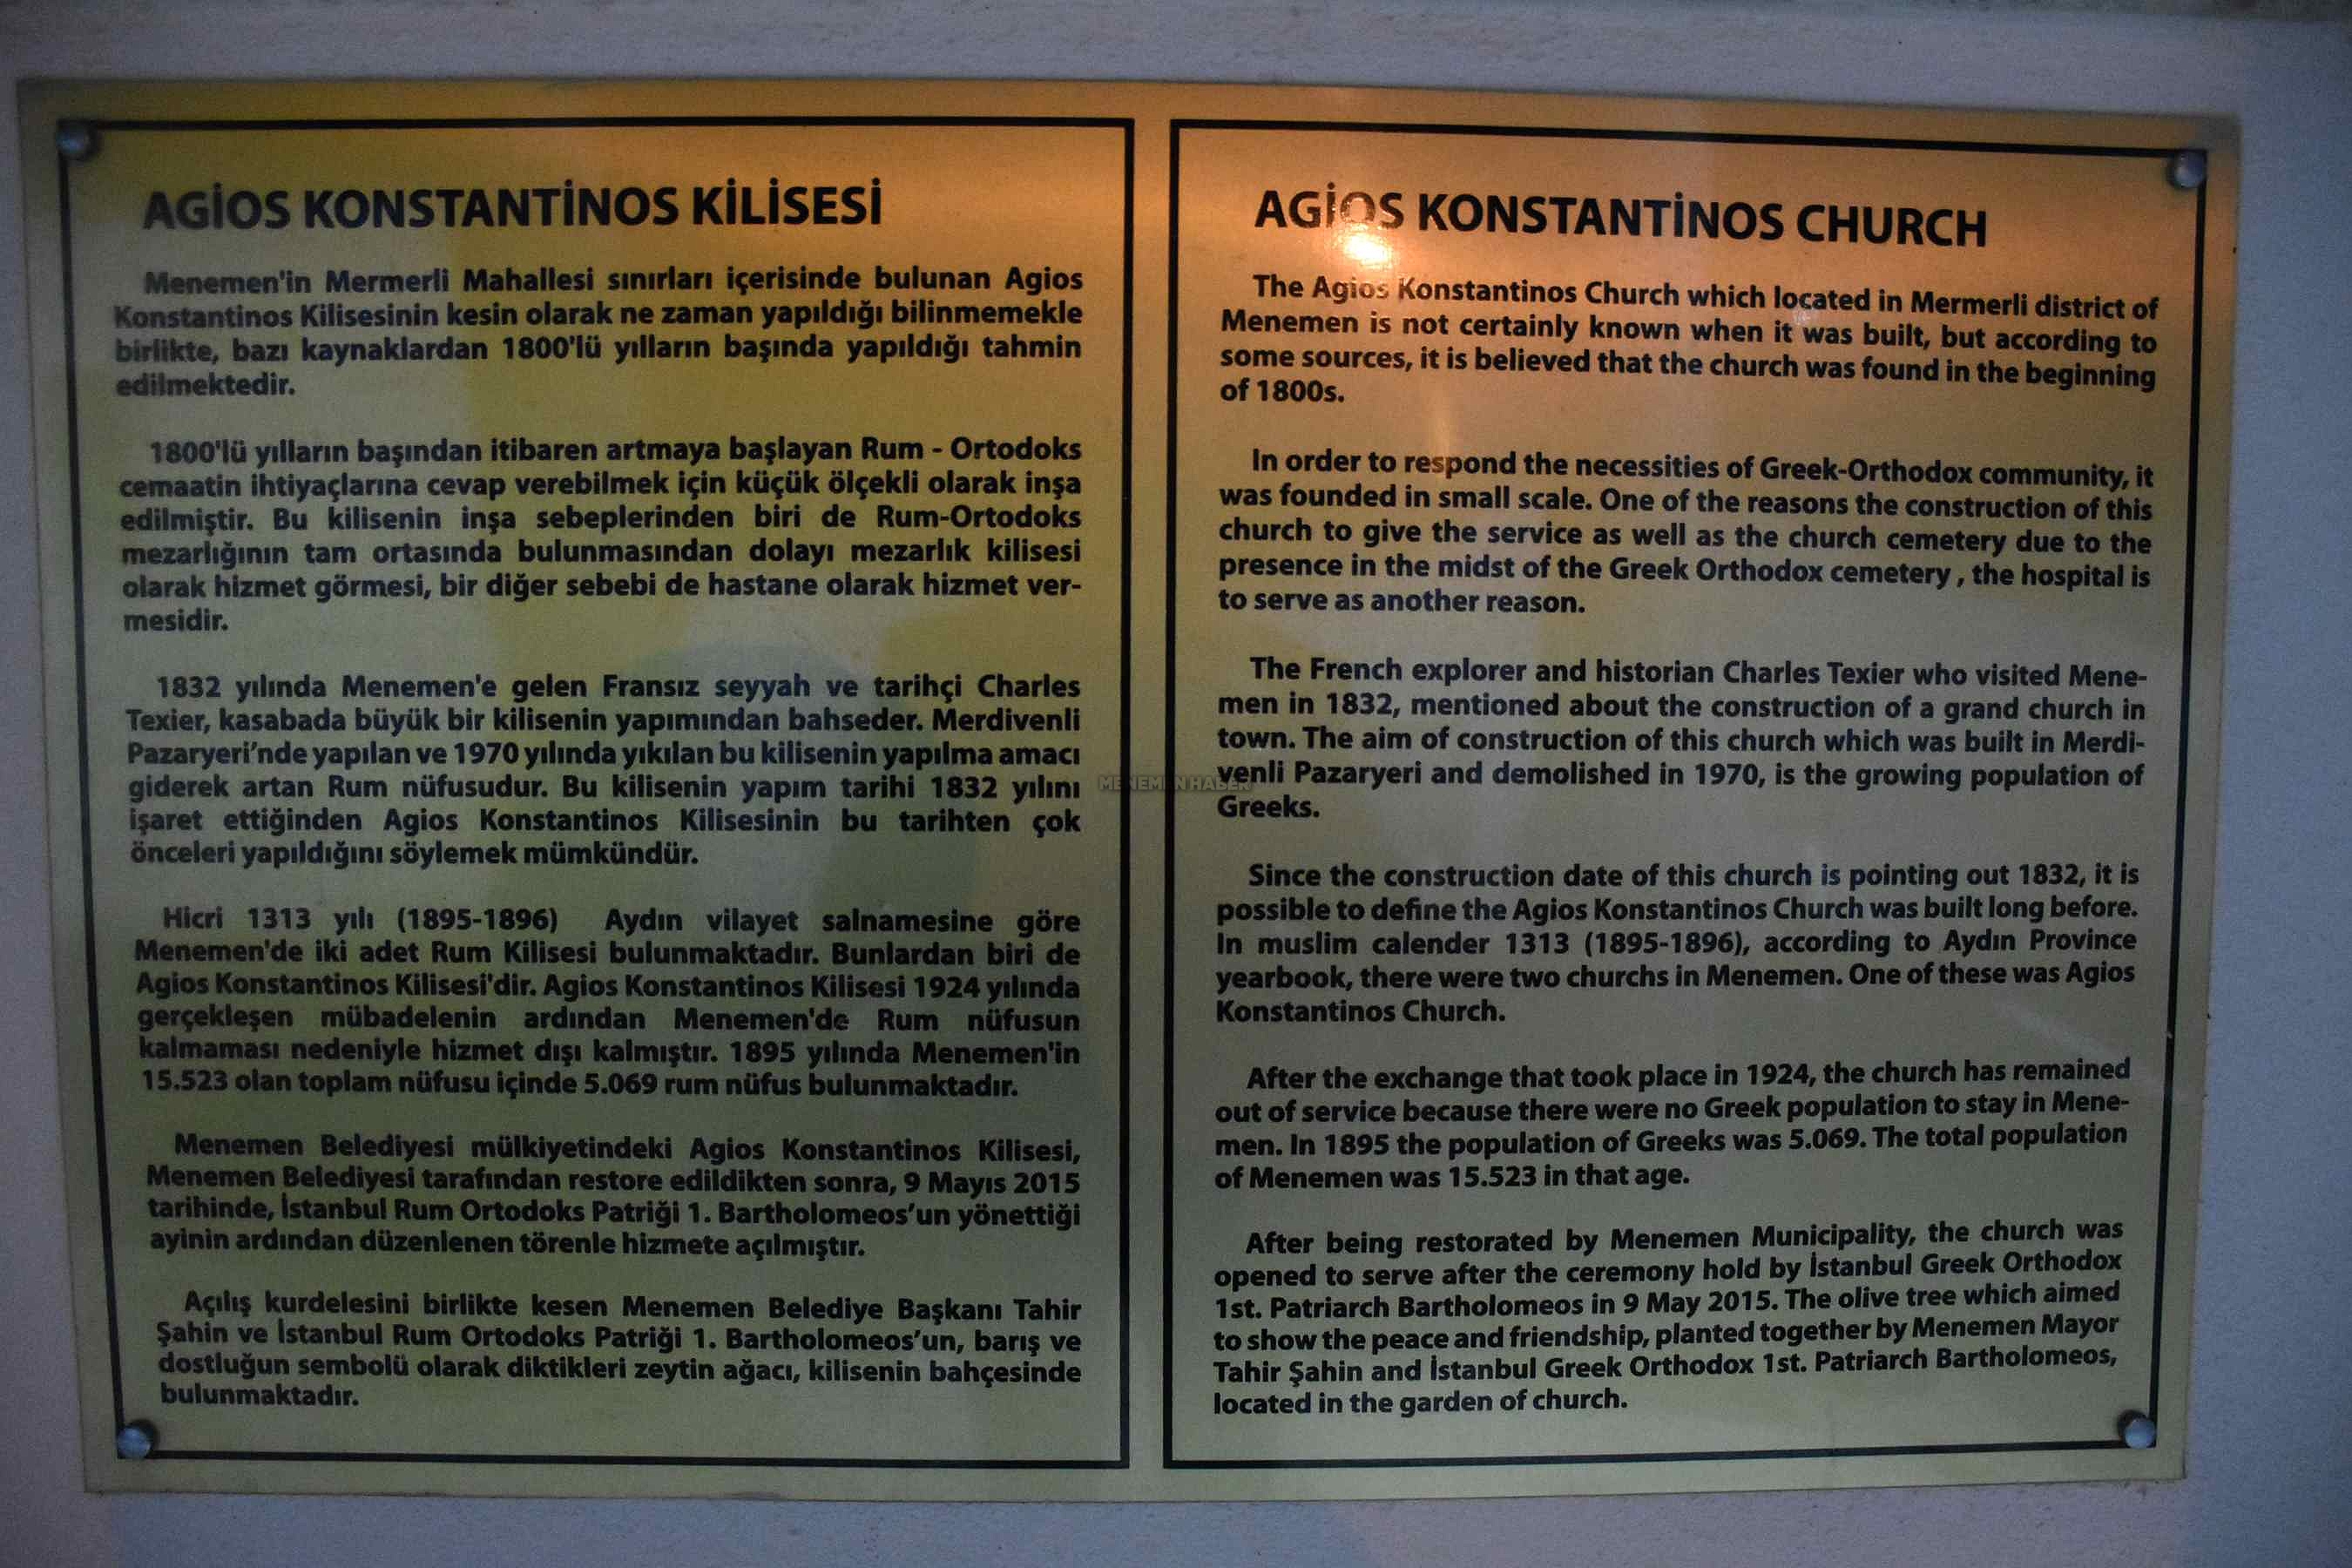 AGİOS KONSTANTİNOS KİLİSESİ
Menemen'in Mermerli Mahallesi sınırları içerisinde bulunan Agios
Konstantinos Kilisesinin kesin olarak ne zaman yapıldığı bilinmemekle
birlikte, bazı kaynaklardan 1800'lü yılların başında yapıldığı tahmin
edilmektedir.
1800'lü yılların başından itibaren artmaya başlayan Rum - Ortodoks
cemaatin ihtiyaçlarına cevap verebilmek için küçük ölçekli olarak inşa
edilmiştir. Bu kilisenin inşa sebeplerinden biri de Rum-Ortodoks
mezarlığının tam ortasında bulunmasından dolayı mezarlık kilisesi
olarak hizmet görmesi, bir diğer sebebi de hastane olarak hizmet ver-
mesidir.
1832 yılında Menemen'e gelen Fransız seyyah ve tarihçi Charles
Texier, kasabada büyük bir kilisenin yapımından bahseder. Merdivenli
Pazaryeri'nde yapılan ve 1970 yılında yıkılan bu kilisenin yapılma amacı
giderek artan Rum nüfusudur. Bu kilisenin yapım tarihi 1832 yılını
işaret ettiğinden Agios Konstantinos Kilisesinin bu tarihten çok
önceleri yapıldığını söylemek mümkündür.
Hicri 1313 yılı (1895-1896) Aydın vilayet salnamesine göre
Menemen'de iki adet Rum Kilisesi bulunmaktadır. Bunlardan biri de
Agios Konstantinos Kilisesi'dir. Agios Konstantinos Kilisesi 1924 yılında
gerçekleşen mübadelenin ardından Menemen'de Rum nüfusun
kalmaması nedeniyle hizmet dışı kalmıştır. 1895 yılında Menemen'in
15.523 olan toplam nüfusu içinde 5.069 rum nüfus bulunmaktadır.
Menemen Belediyesi mülkiyetindeki Agios Konstantinos Kilisesi,
Menemen Belediyesi tarafından restore edildikten sonra, 9 Mayıs 2015
tarihinde, İstanbul Rum Ortodoks Patriği 1. Bartholomeos'un yönettiği
ayinin ardından düzenlenen törenle hizmete açılmıştır.
Açılış kurdelesini birlikte kesen Menemen Belediye Başkanı Tahir
Şahin ve İstanbul Rum Ortodoks Patriği 1. Bartholomeos'un, barış ve
dostluğun sembolü olarak diktikleri zeytin ağacı, kilisenin bahçesinde
bulunmaktadır.
AGİOS KONSTANTİNOS CHURCH
The Agios Konstantinos Church which located in Mermerli district of
Menemen is not certainly known when it was built, but according to
some sources, it is believed that the church was found in the beginning
of 1800s.
In order to respond the necessities of Greek-Orthodox community, it
was founded in small scale. One of the reasons the construction of this
church to give the service as well as the church cemetery due to the
presence in the midst of the Greek Orthodox cemetery , the hospital is
to serve as another reason.
The French explorer and historian Charles Texier who visited Mene-
men in 1832, mentioned about the construction of a grand church in
town. The aim of construction of this church which was built in Merdi-
venli Pazaryeri and demolished in 1970, is the growing population of
Greeks.
Since the construction date of this church is pointing out 1832, it is
possible to define the Agios Konstantinos Church was built long before.
In muslim calender 1313 (1895-1896), according to Aydın Province
yearbook, there were two churchs in Menemen. One of these was Agios
Konstantinos Church.
After the exchange that took place in 1924, the church has remained
out of service because there were no Greek population to stay in Mene-
men. In 1895 the population of Greeks was 5.069. The total population
of Menemen was 15.523 in that age.
After being restorated by Menemen Municipality, the church was
opened to serve after the ceremony hold by İstanbul Greek Orthodox
1st. Patriarch Bartholomeos in 9 May 2015. The olive tree which aimed
to show the peace and friendship, planted together by Menemen Mayor
Tahir Şahin and İstanbul Greek Orthodox 1st. Patriarch Bartholomeos,
located in the garden of church.
MENEMEN HABER